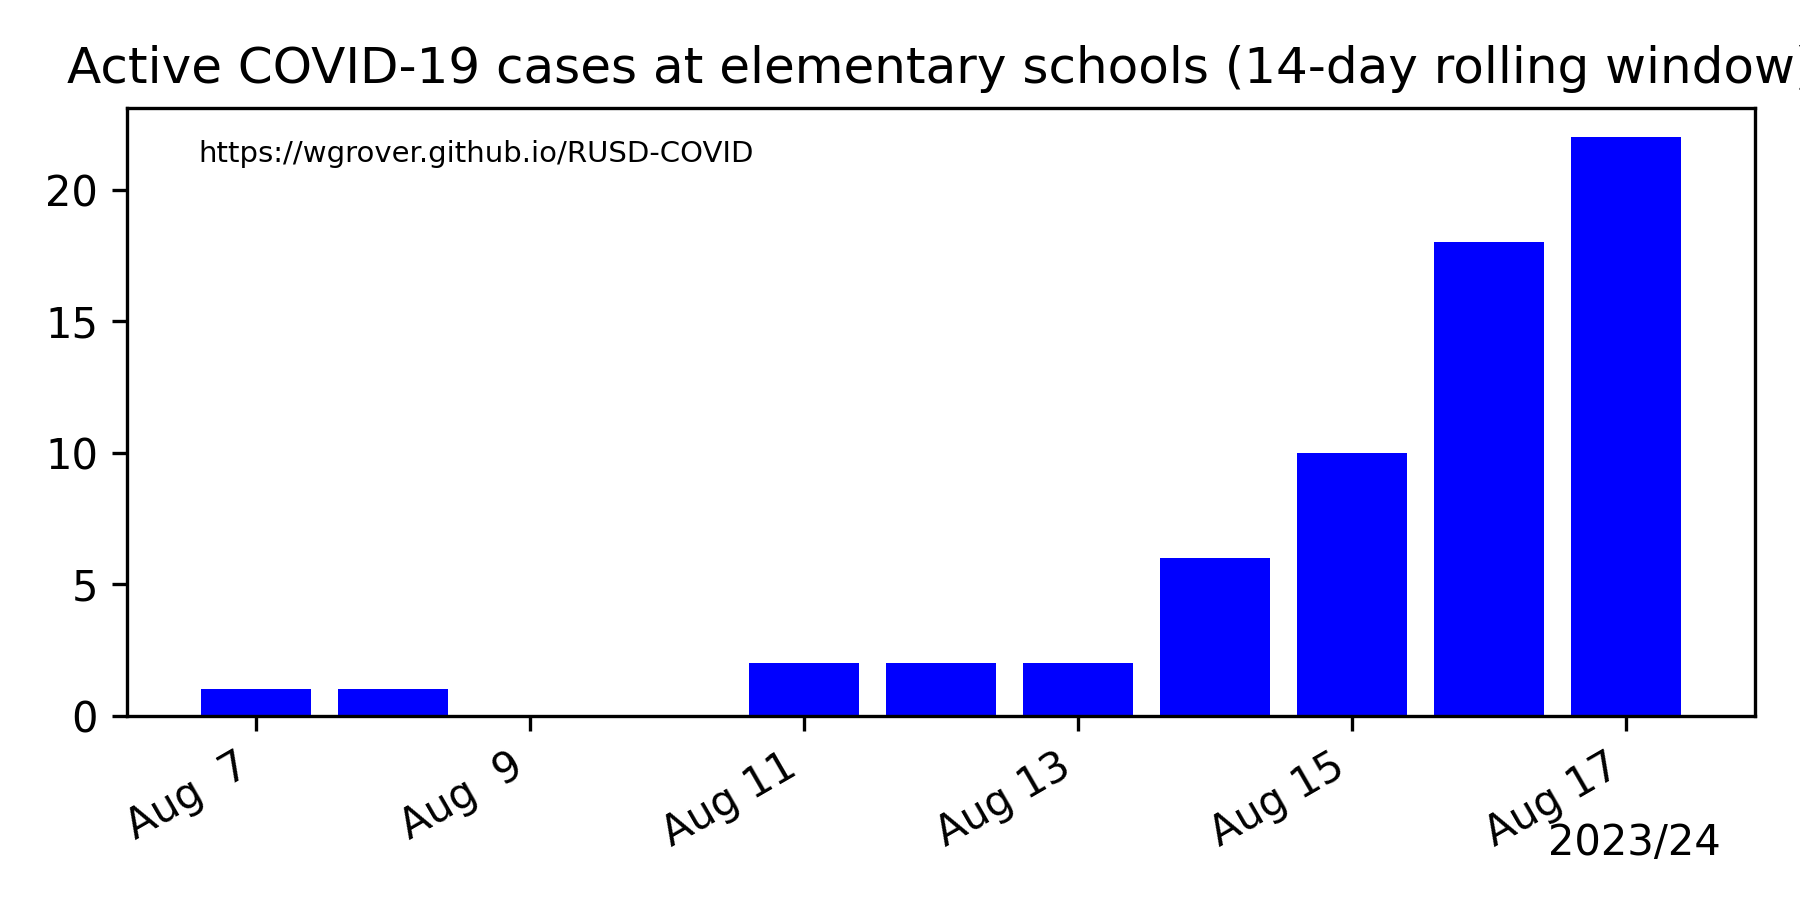 Active COVID-19 cases at elementary schools (14-day rolling window)
https://wgrover.github.io/RUSD-COVID
20
15
10
5
0
Aug 7
Aug 9
Aug 11
Aug 13
Aug 15
Aug 17
2023/24